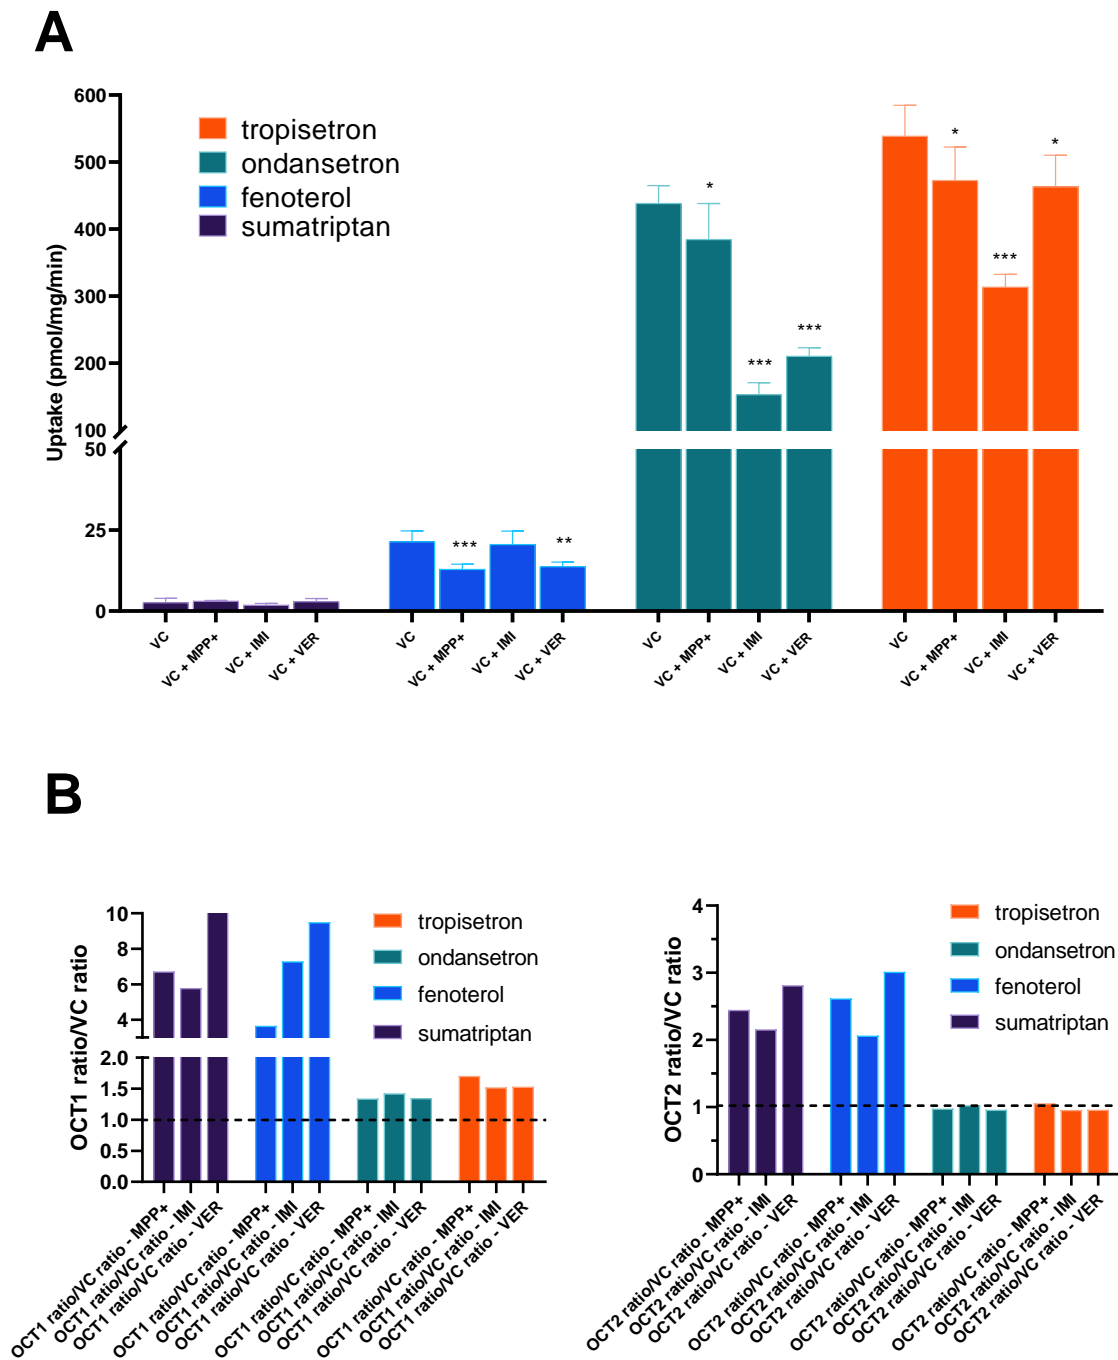 A
600
500
400
300
200
100
50
25
0
Uptake (pmol/mg/min)
tropisetron
ondansetron
fenoterol
sumatriptan
*
***
***
*
***
*
***
**
VC
VC + MPP+
VC + IMI
VC + VER
VC
VC + MPP+
VC + IMI
VC + VER
VC
VC + MPP+
VC + IMI
VC + VER
VC
VC + MPP+
VC + IMI
VC + VER
B
10
8
6
4
2.0
1.5
1.0
0.5
0.0
OCT1 ratio/VC ratio
tropisetron
ondansetron
fenoterol
sumatriptan
OCT1 ratio/VC ratio - MPP+
OCT1 ratio/VC ratio - IMI
OCT1 ratio/VC ratio - VER
OCT1 ratio/VC ratio - MPP+
OCT1 ratio/VC ratio - IMI
OCT1 ratio/VC ratio - VER
OCT1 ratio/VC ratio - MPP+
OCT1 ratio/VC ratio - IMI
OCT1 ratio/VC ratio - VER
OCT1 ratio/VC ratio - MPP+
OCT1 ratio/VC ratio - IMI
OCT1 ratio/VC ratio - VER
4
3
2
1
0
OCT2 ratio/VC ratio
tropisetron
ondansetron
fenoterol
sumatriptan
OCT2 ratio/VC ratio - MPP+
OCT2 ratio/VC ratio - IMI
OCT2 ratio/VC ratio - VER
OCT2 ratio/VC ratio - MPP+
OCT2 ratio/VC ratio - IMI
OCT2 ratio/VC ratio - VER
OCT2 ratio/VC ratio - MPP+
OCT2 ratio/VC ratio - IMI
OCT2 ratio/VC ratio - VER
OCT2 ratio/VC ratio - MPP+
OCT2 ratio/VC ratio - IMI
OCT2 ratio/VC ratio - VER